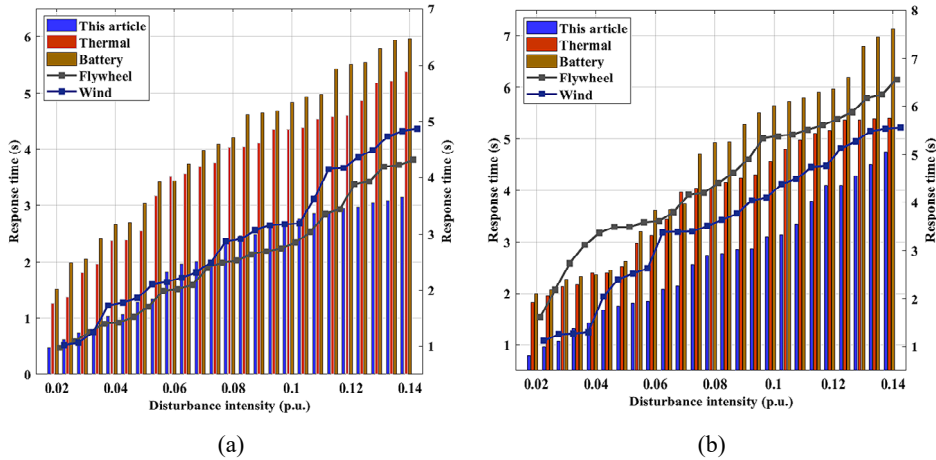 This article
Thermal
Battery
Flywheel
Wind
Response time (s)
6
5
4
3
2
1
0
7
6
5
4
3
2
1
Response time (s)
0.02 0.04 0.06 0.08 0.1 0.12 0.14
Disturbance intensity (p.u.)
(a)
This article
Thermal
Battery
Flywheel
Wind
Response time (s)
7
6
5
4
3
2
1
8
7
6
5
4
3
2
1
Response time (s)
0.02 0.04 0.06 0.08 0.1 0.12 0.14
Disturbance intensity (p.u.)
(b)